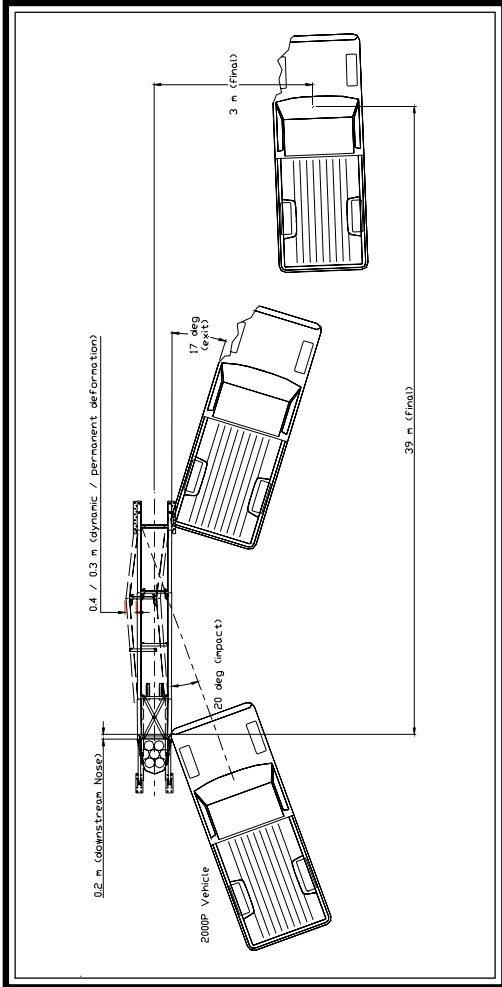 3 m (final)
17 deg
(exit)
0.4 / 0.3 m (dynamic / permanent deformation)
39 m (final)
20 deg (impact)
0.2 m (downstream Nose)
2000P Vehicle